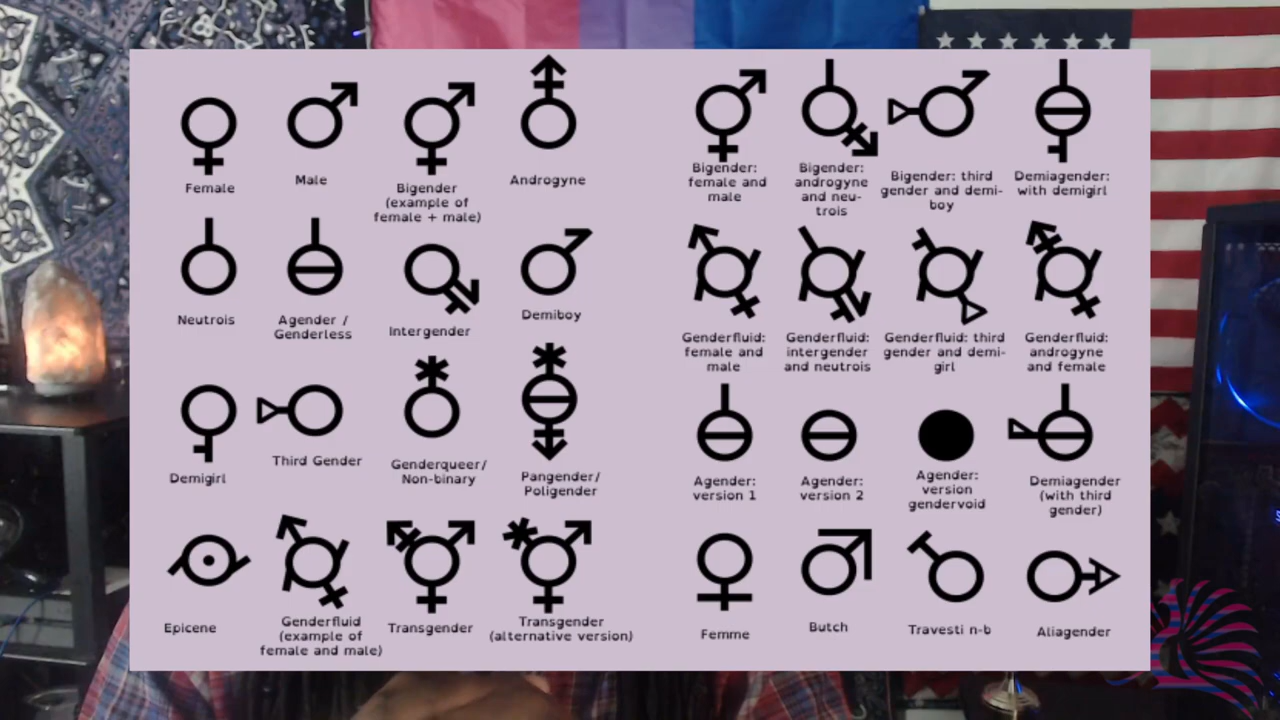 Female
Male
Bigender
(example of
female + male)
Androgyne
Bigender:
female and
male
Bigender:
androgyne
and neu-
trois
Bigender: third
gender and demi-
boy
Demiagender:
with demigirl
Neutrois
Agender /
Genderless
Intergender
Demiboy
Genderfluid:
female and
male
Genderfluid:
intergender
and neutrois
Genderfluid: third
gender and demi-
girl
Genderfluid:
androgyne
and female
Demigirl
Third Gender
Genderqueer/
Non-binary
Pangender/
Poligender
Agender:
version 1
Agender:
version 2
Agender:
version
gendervoid
Demiagender
(with third
gender)
Epicene
Genderfluid
(example of
female and male)
Transgender
Transgender
(alternative version)
Femme
Butch
Travesti n-b
Aliagender